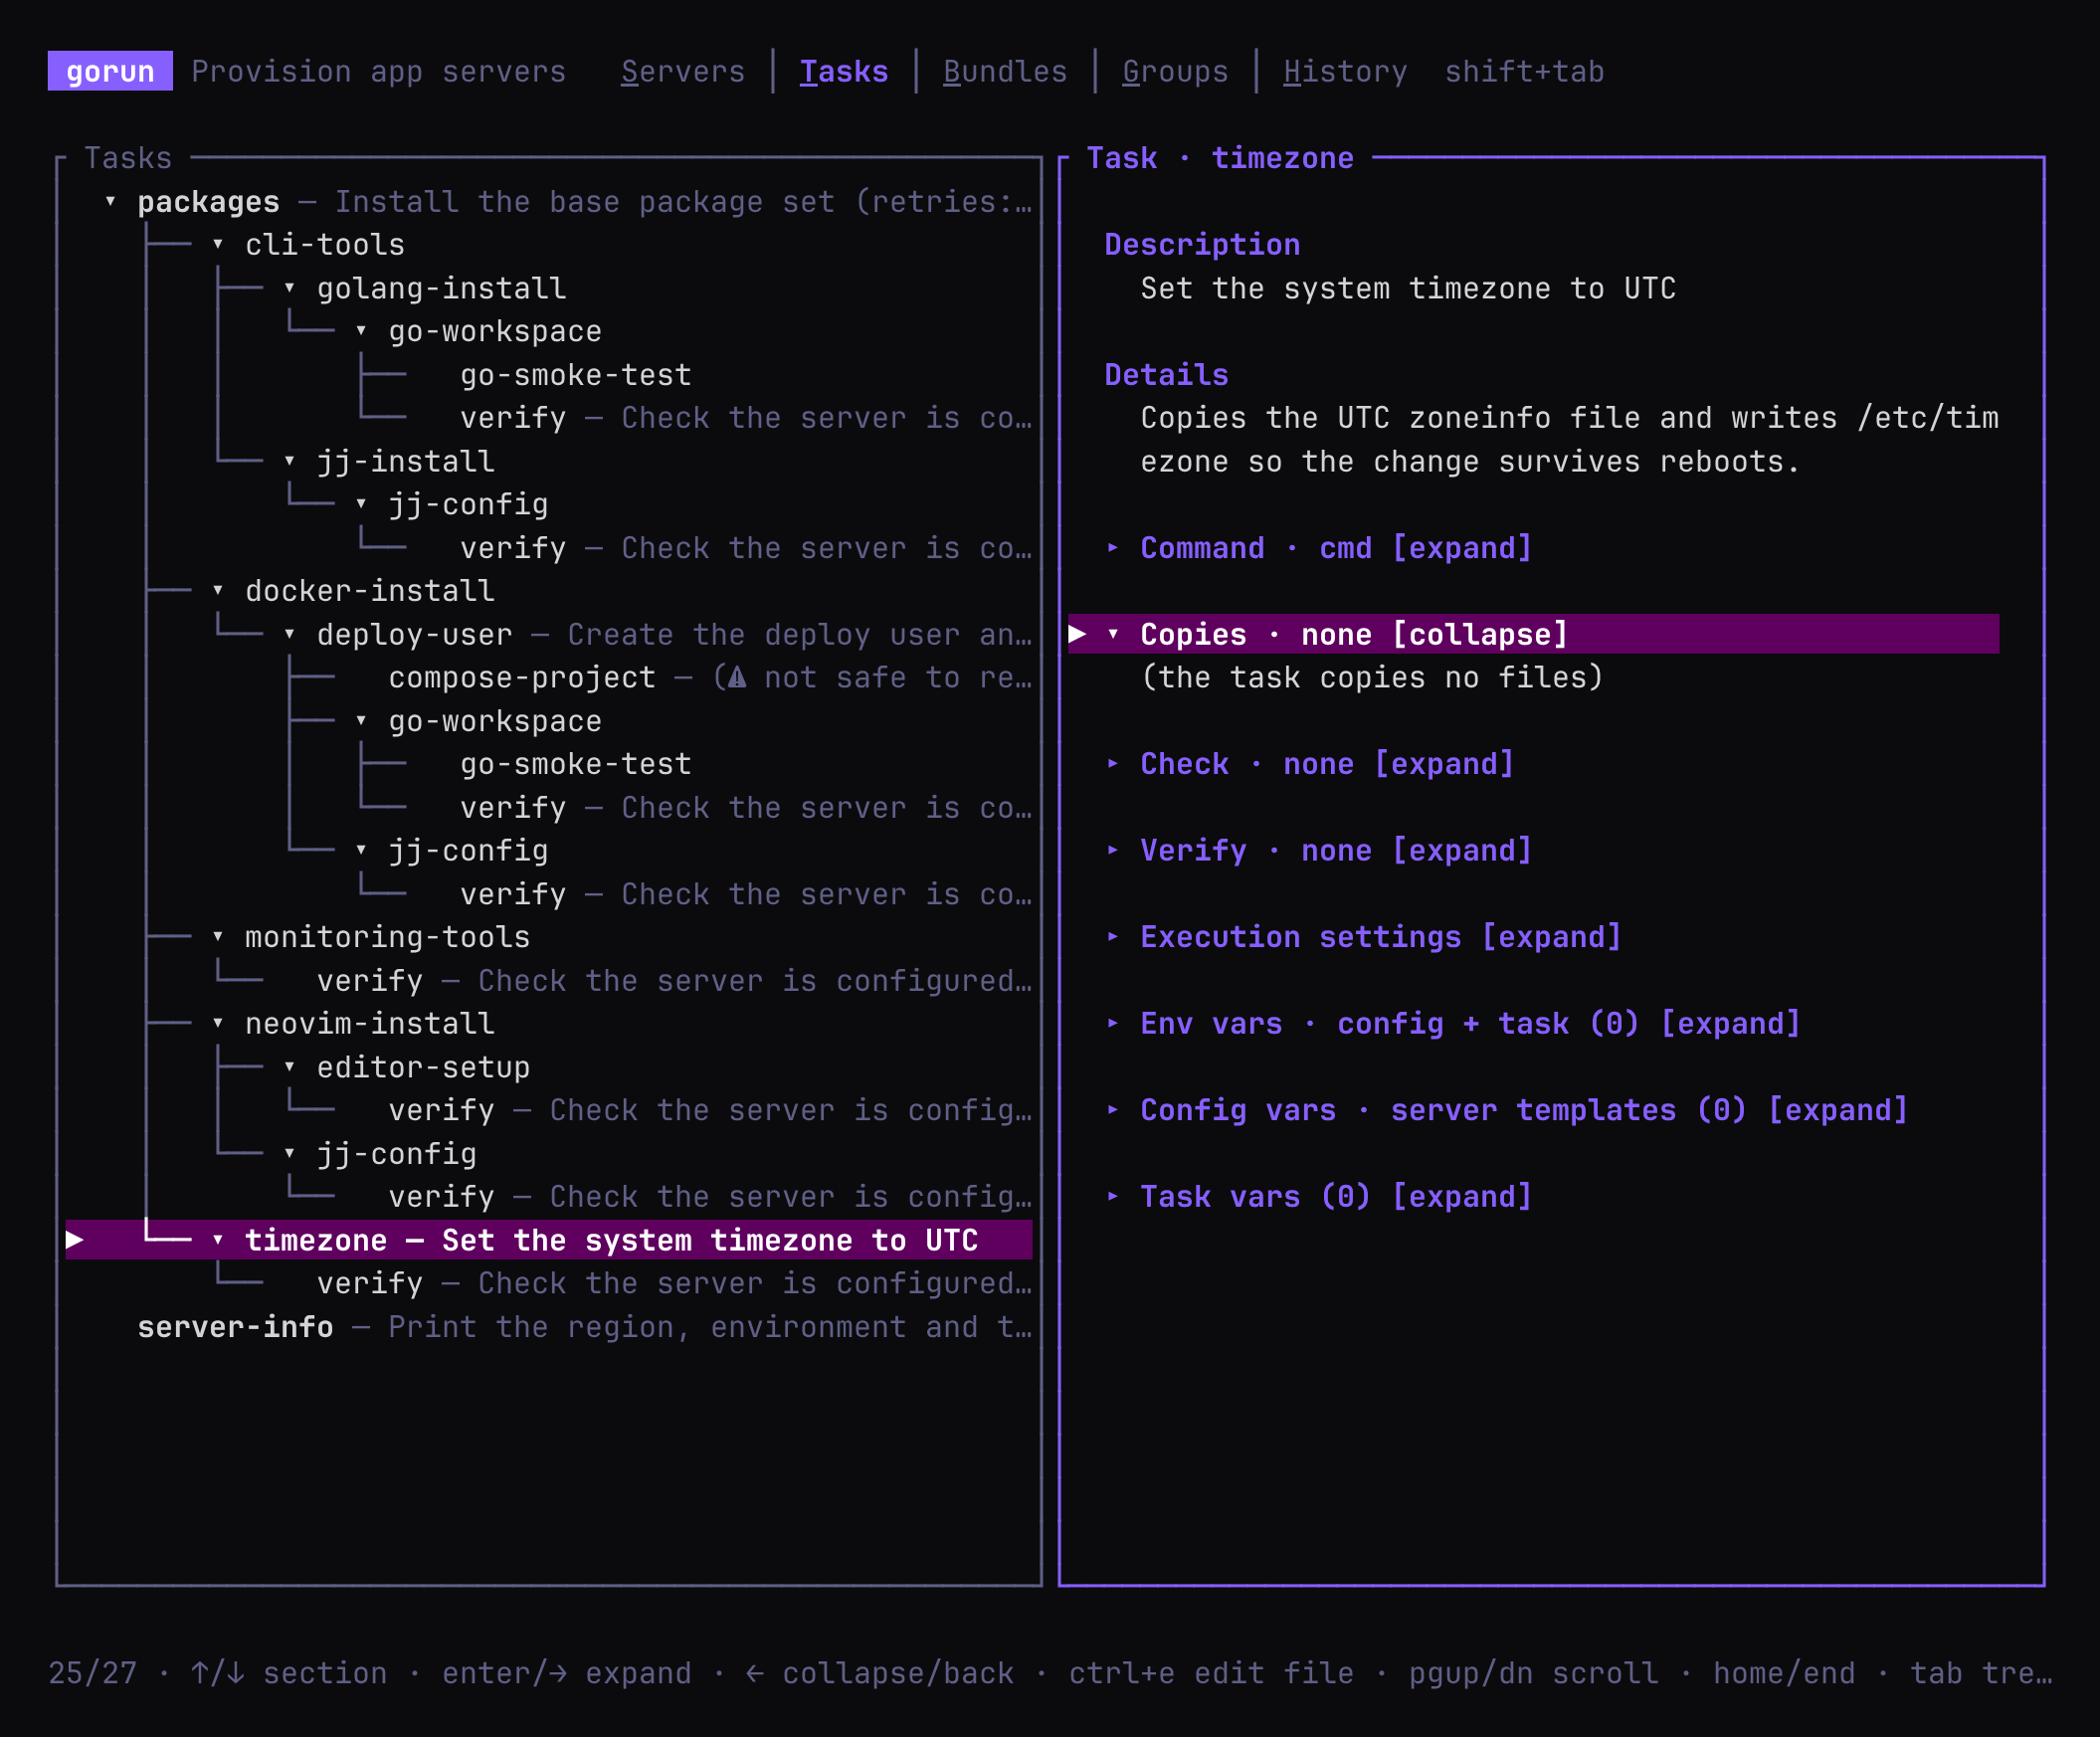 gorun Provision app servers Servers │ Tasks │ Bundles │ Groups │ History shift+tab
Tasks
▾ packages — Install the base package set (retries:…
├── ▾ cli-tools
├── ▾ golang-install
└── ▾ go-workspace
├── go-smoke-test
└── verify — Check the server is co…
└── ▾ jj-install
└── ▾ jj-config
└── verify — Check the server is co…
├── ▾ docker-install
└── ▾ deploy-user — Create the deploy user an…
├── compose-project — (⚠ not safe to re…
├── ▾ go-workspace
├── go-smoke-test
└── verify — Check the server is co…
└── ▾ jj-config
└── verify — Check the server is co…
├── ▾ monitoring-tools
└── verify — Check the server is configured…
├── ▾ neovim-install
├── ▾ editor-setup
└── verify — Check the server is config…
└── ▾ jj-config
└── verify — Check the server is config…
▶ └── ▾ timezone — Set the system timezone to UTC
└── verify — Check the server is configured…
server-info — Print the region, environment and t…
Task · timezone
Description
Set the system timezone to UTC
Details
Copies the UTC zoneinfo file and writes /etc/tim
ezone so the change survives reboots.
▸ Command · cmd [expand]
▶ ▾ Copies · none [collapse]
(the task copies no files)
▸ Check · none [expand]
▸ Verify · none [expand]
▸ Execution settings [expand]
▸ Env vars · config + task (0) [expand]
▸ Config vars · server templates (0) [expand]
▸ Task vars (0) [expand]
25/27 · ↑/↓ section · enter/→ expand · ← collapse/back · ctrl+e edit file · pgup/dn scroll · home/end · tab tre…